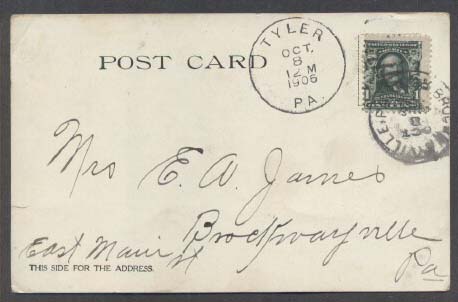 TYLER
OCT.
8
12 M
1906
PA.
POST CARD
1
Mrs E. A. James
Brockwayville
East Main St
Pa
THIS SIDE FOR THE ADDRESS.